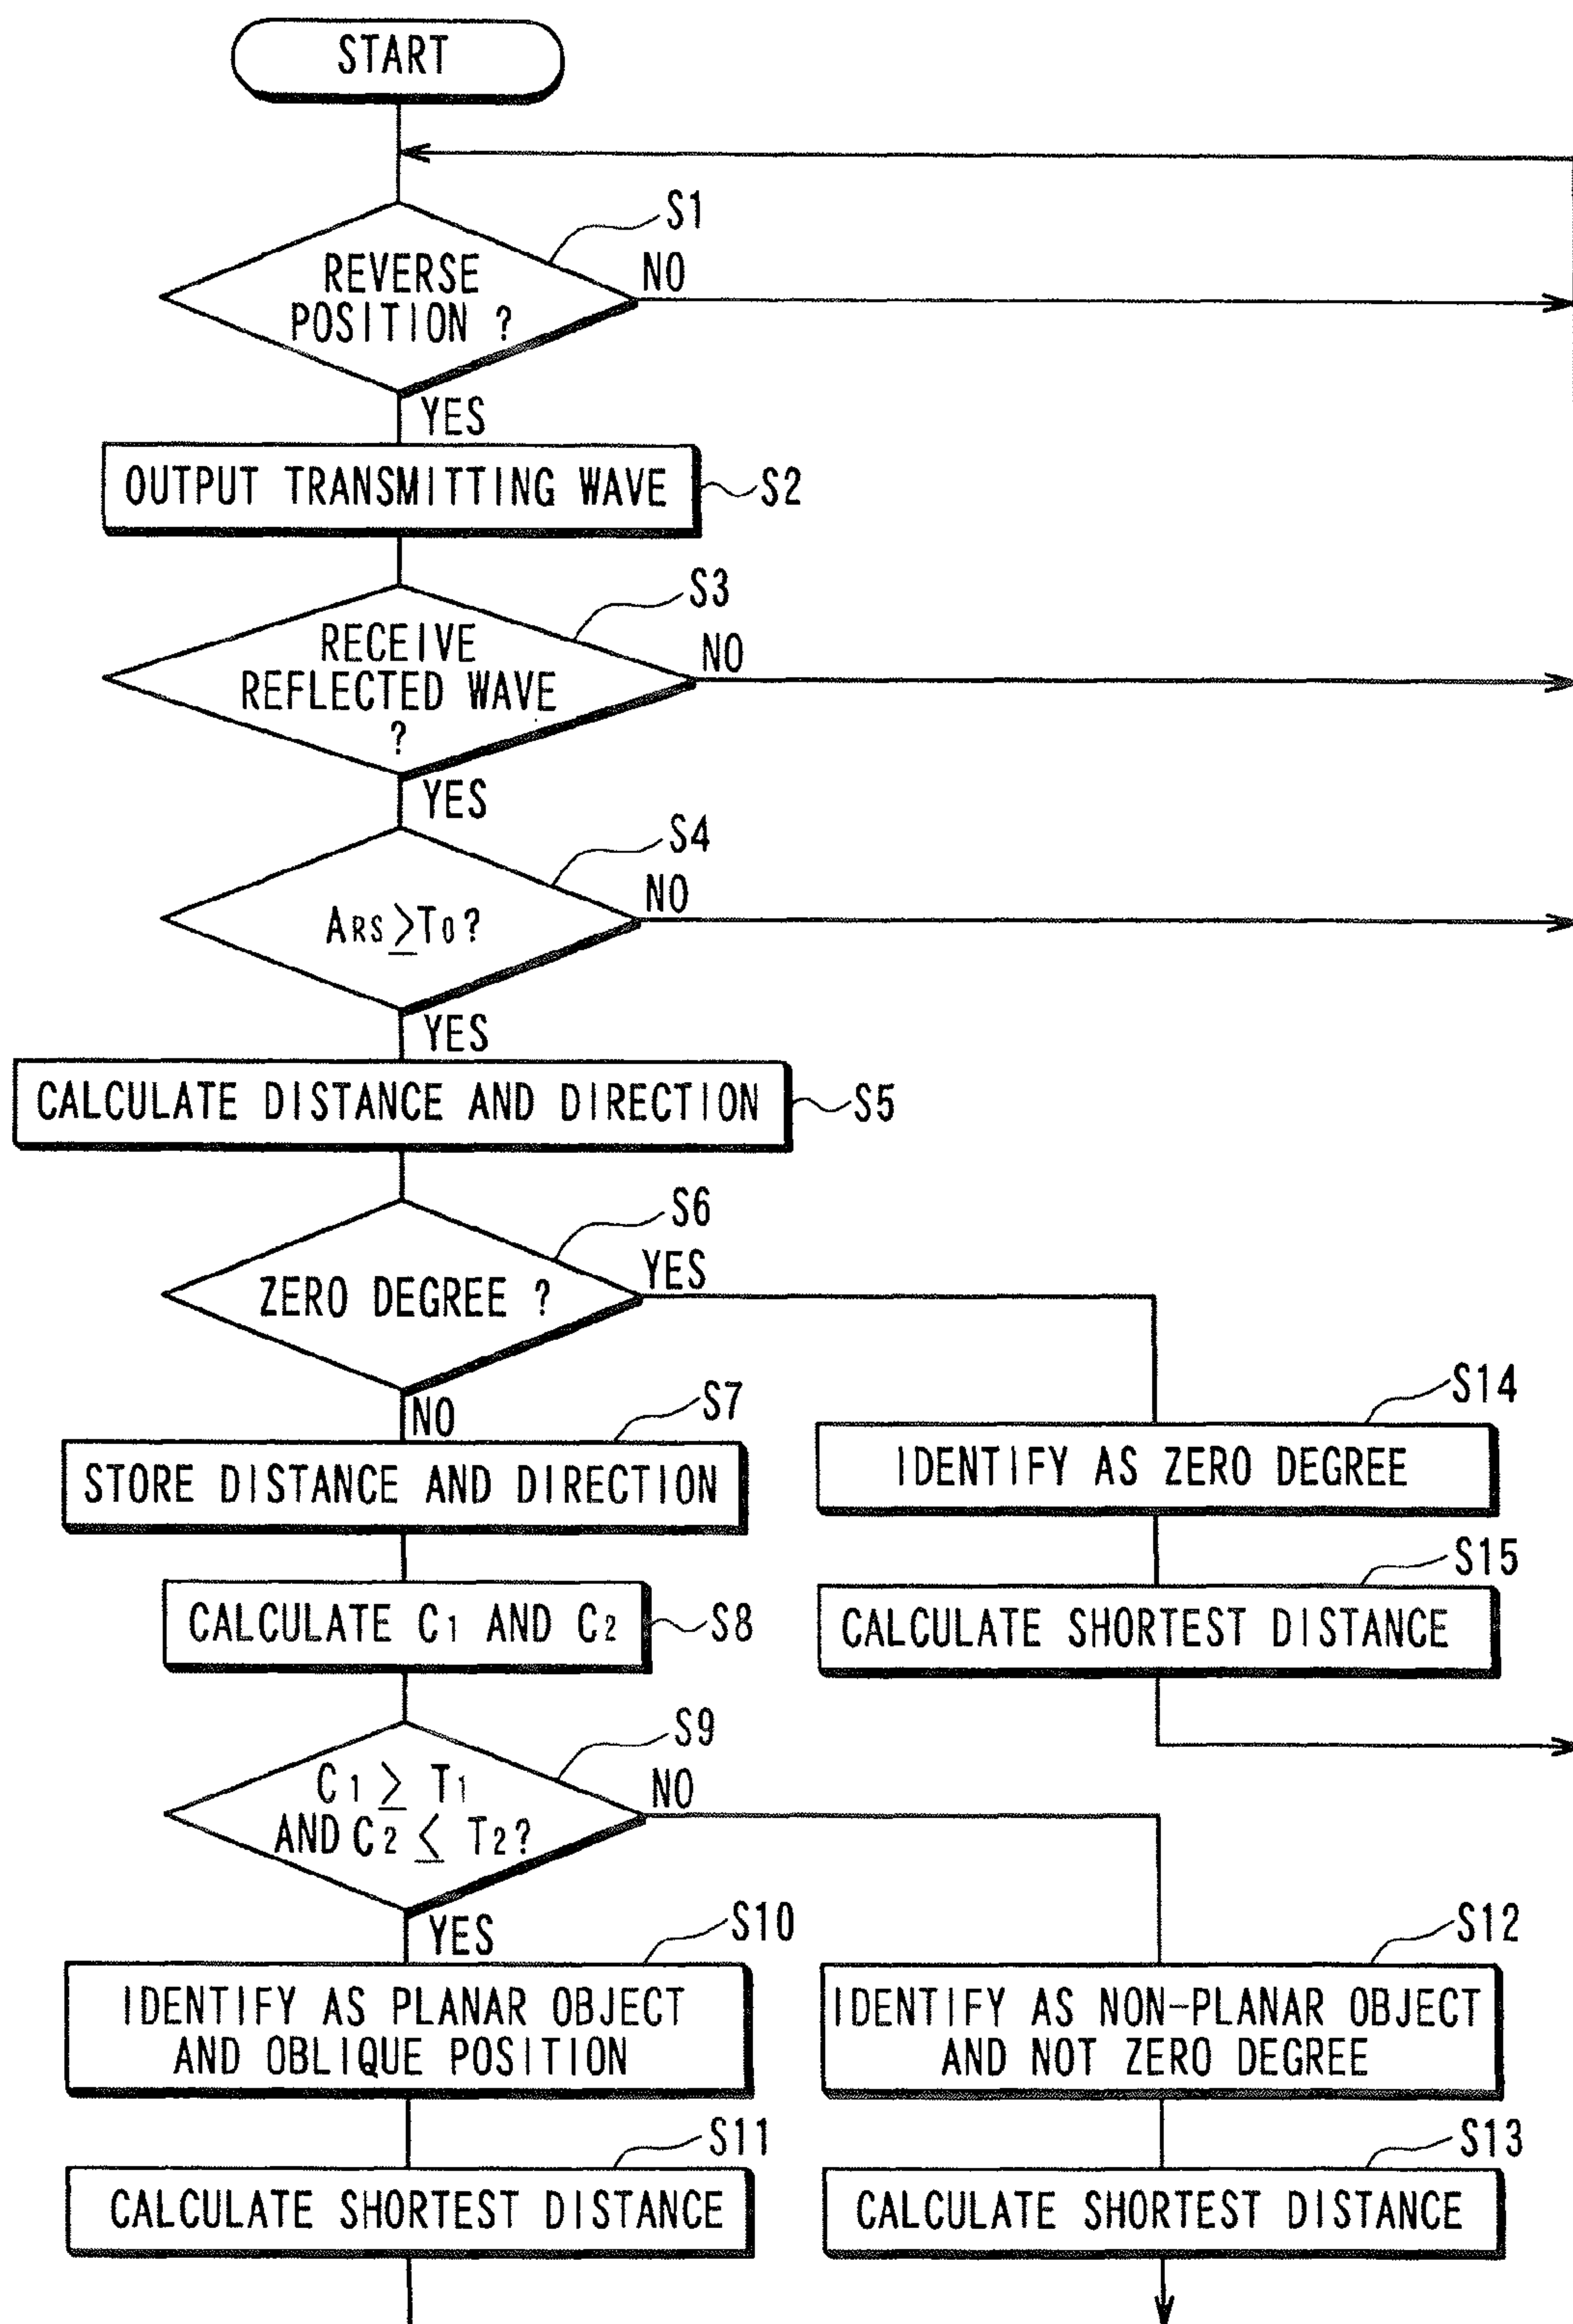 START
S1
REVERSE
POSITION ?
NO
YES
OUTPUT TRANSMITTING WAVE
S2
S3
RECEIVE
REFLECTED WAVE
?
NO
YES
S4
ARS≥T0?
NO
YES
CALCULATE DISTANCE AND DIRECTION
S5
S6
ZERO DEGREE ?
YES
NO
S7
STORE DISTANCE AND DIRECTION
S14
IDENTIFY AS ZERO DEGREE
CALCULATE C1 AND C2
S8
S15
CALCULATE SHORTEST DISTANCE
S9
C1 ≥ T1
AND C2 ≤ T2?
NO
YES
S10
IDENTIFY AS PLANAR OBJECT
AND OBLIQUE POSITION
S12
IDENTIFY AS NON-PLANAR OBJECT
AND NOT ZERO DEGREE
S11
CALCULATE SHORTEST DISTANCE
S13
CALCULATE SHORTEST DISTANCE